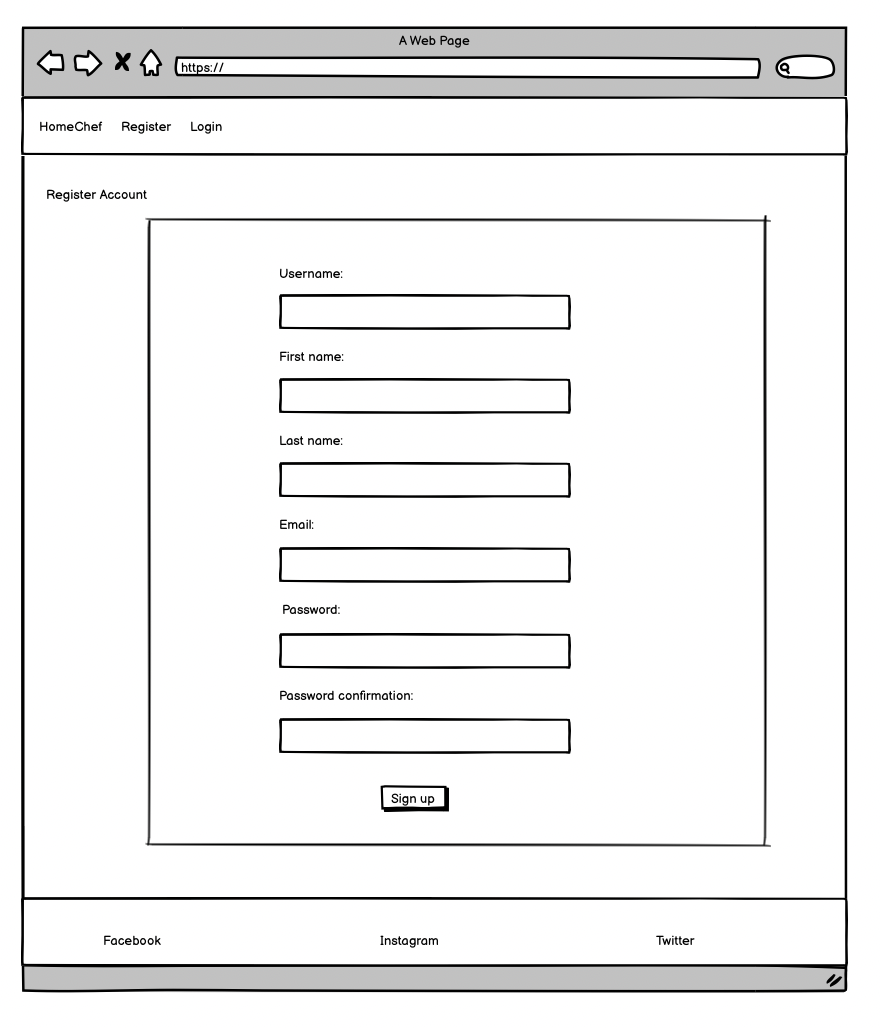 A Web Page
https://
HomeChef Register Login
Register Account
Username:
First name:
Last name:
Email:
Password:
Password confirmation:
Sign up
Facebook Instagram Twitter